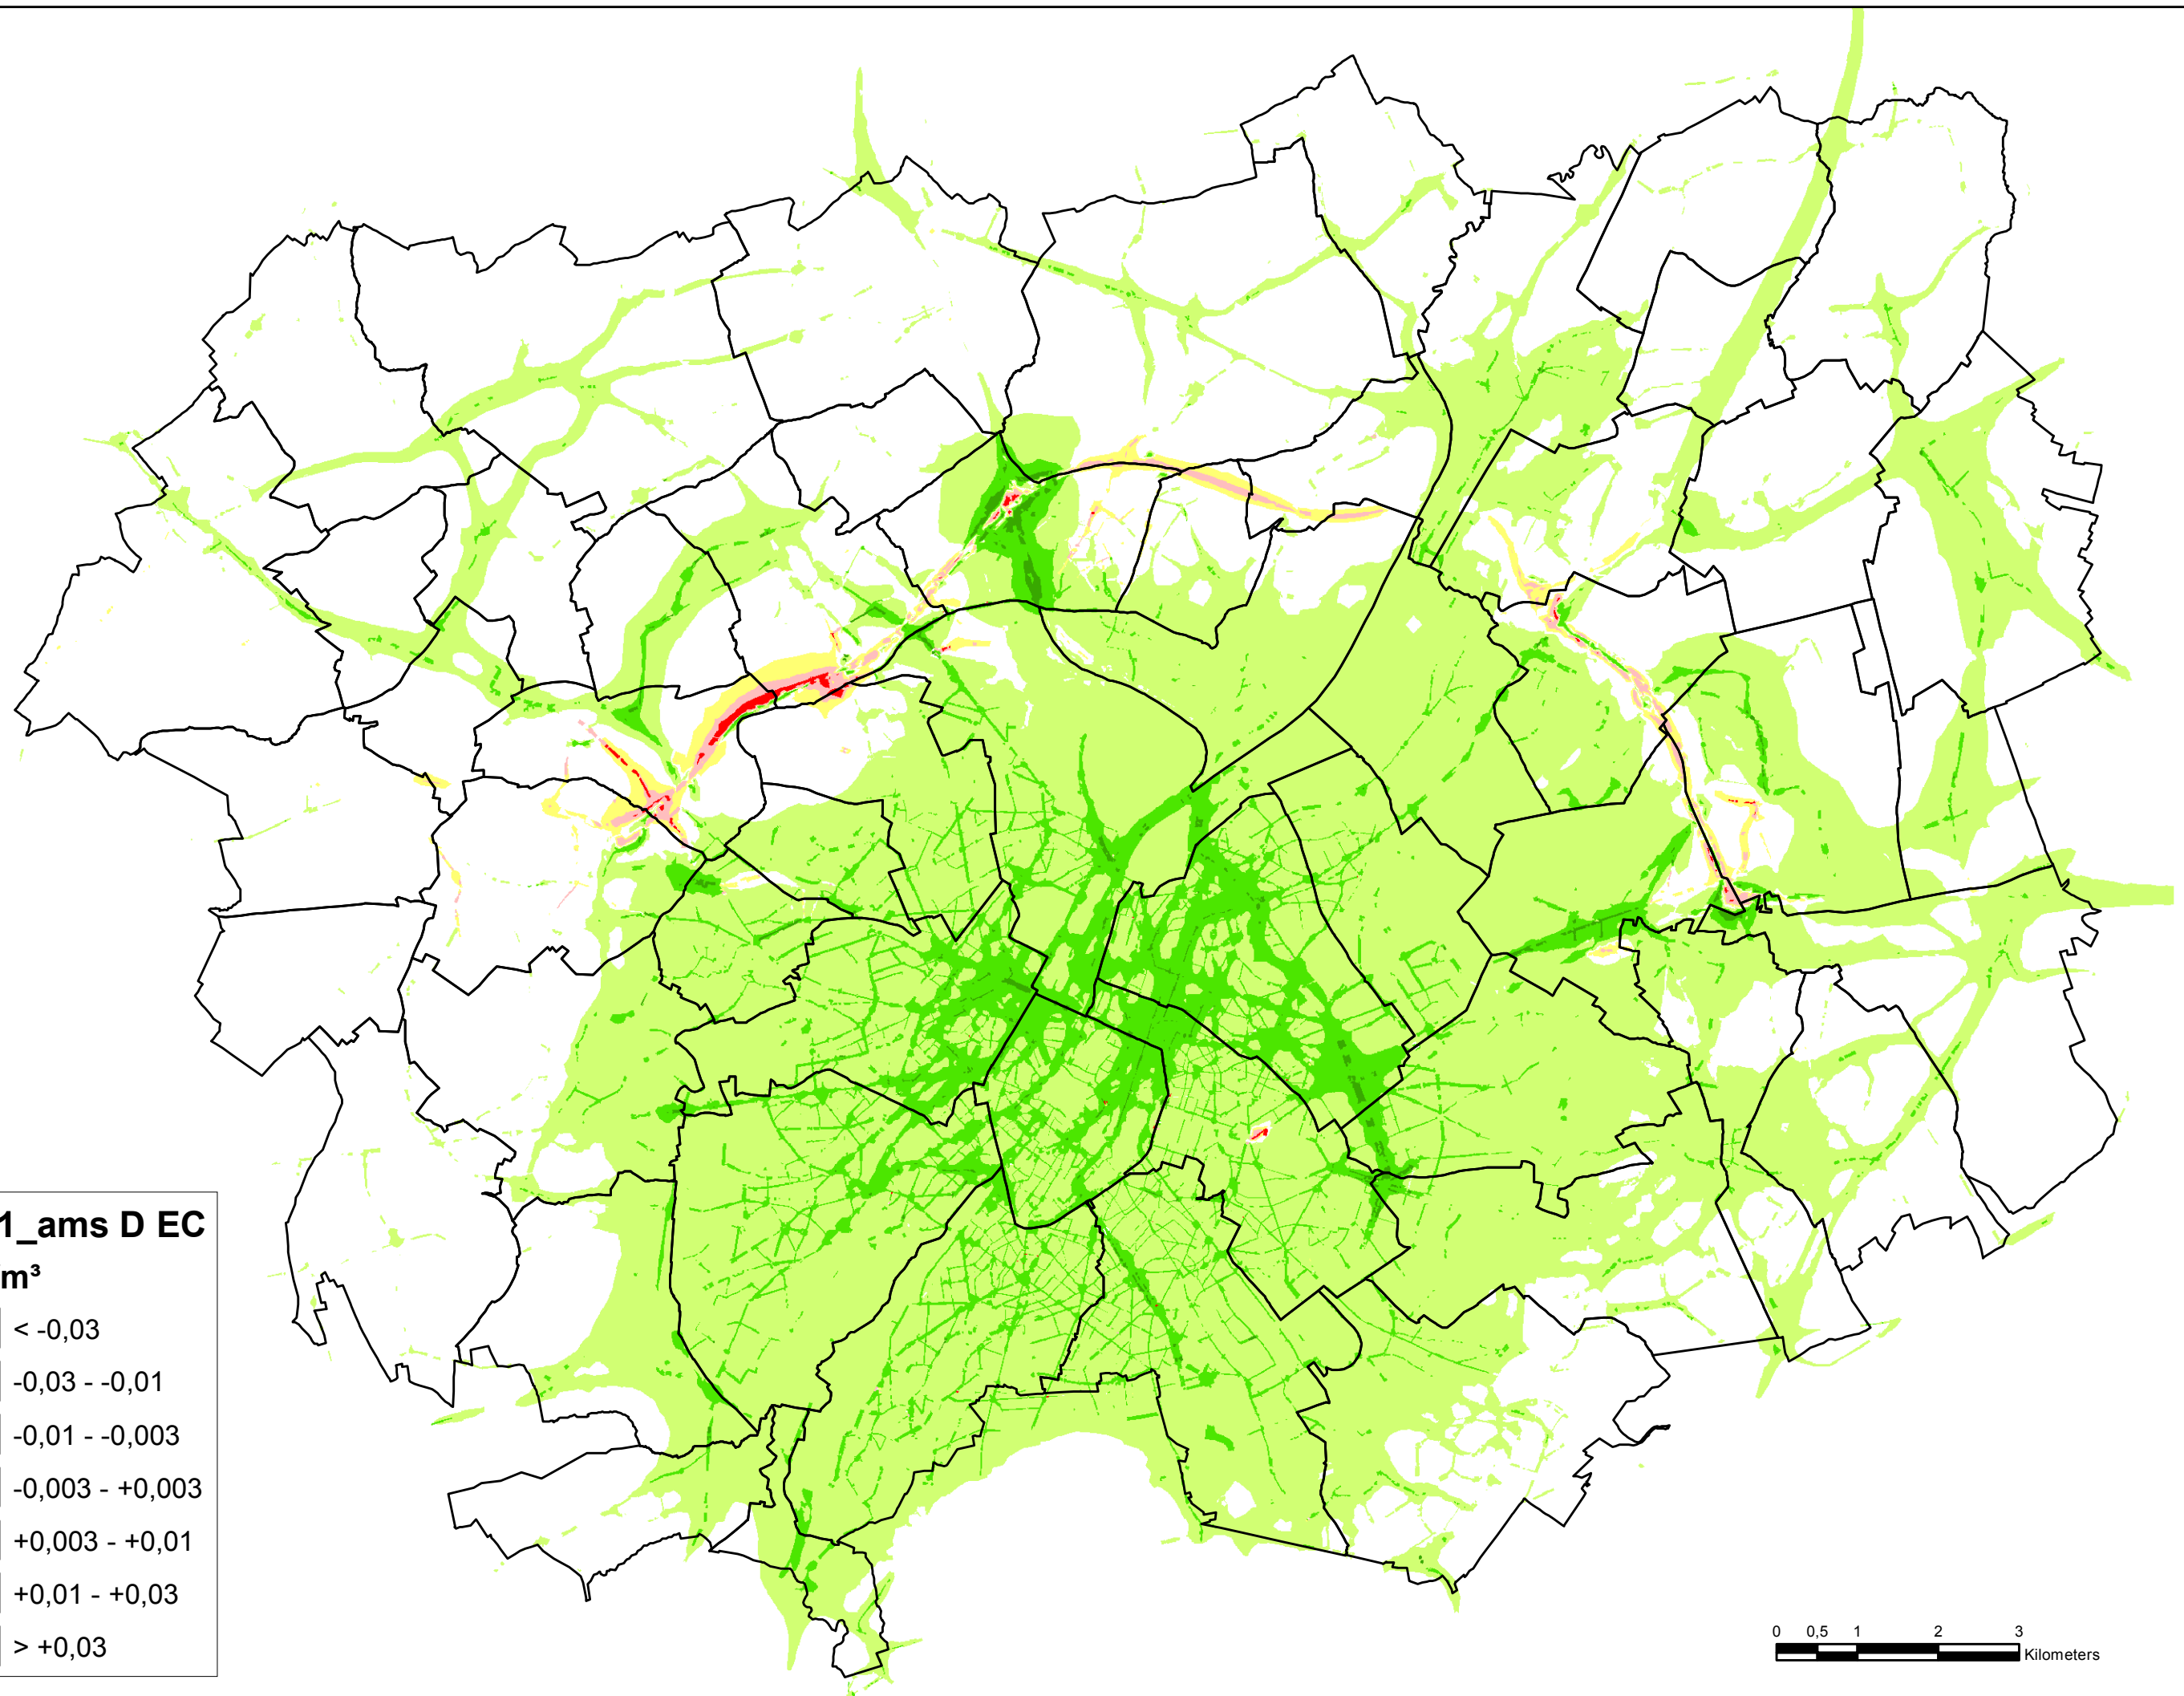 1_ams D EC
m³
< -0,03
-0,03 - -0,01
-0,01 - -0,003
-0,003 - +0,003
+0,003 - +0,01
+0,01 - +0,03
> +0,03
0 0,5 1 2 3
Kilometers